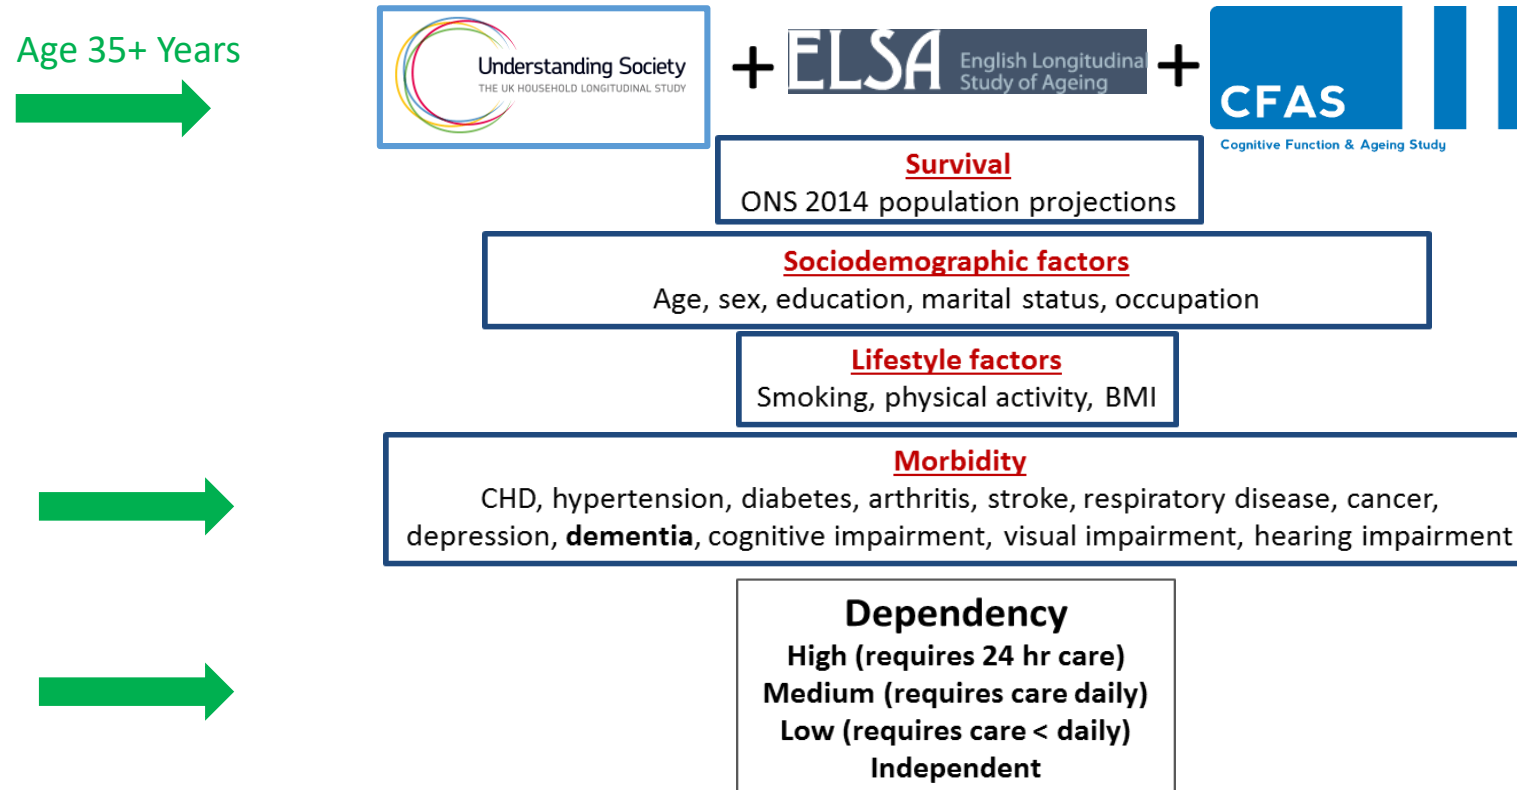 Age 35+ Years
Understanding Society
THE UK HOUSEHOLD LONGITUDINAL STUDY
+
ELSA
English Longitudinal
Study of Ageing
+
CFAS
Cognitive Function & Ageing Study
Survival
ONS 2014 population projections
Sociodemographic factors
Age, sex, education, marital status, occupation
Lifestyle factors
Smoking, physical activity, BMI
Morbidity
CHD, hypertension, diabetes, arthritis, stroke, respiratory disease, cancer,
depression, dementia, cognitive impairment, visual impairment, hearing impairment
Dependency
High (requires 24 hr care)
Medium (requires care daily)
Low (requires care < daily)
Independent